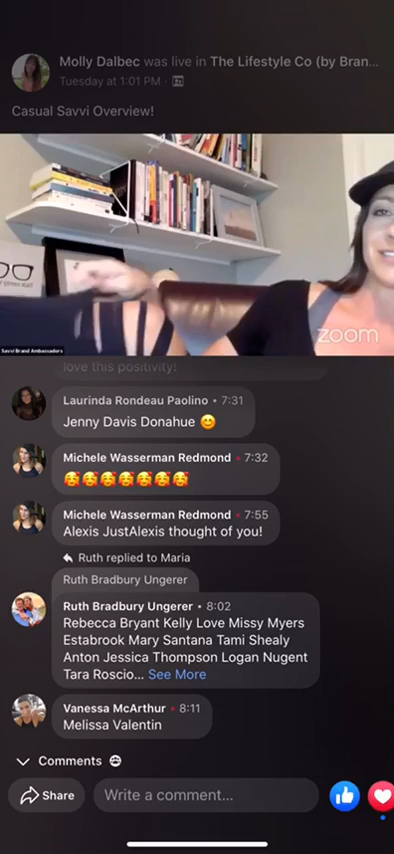 Molly Dalbec was live in The Lifestyle Co (by Bran...
Tuesday at 1:01 PM ·
Casual Savvi Overview!
zoom
Savvi Brand Ambassadors
love this positivity!
Laurinda Rondeau Paolino • 7:31
Jenny Davis Donahue 😊
Michele Wasserman Redmond • 7:32
🥰🥰🥰🥰🥰🥰🥰
Michele Wasserman Redmond • 7:55
Alexis JustAlexis thought of you!
Ruth replied to Maria
Ruth Bradbury Ungerer
Ruth Bradbury Ungerer • 8:02
Rebecca Bryant Kelly Love Missy Myers
Estabrook Mary Santana Tami Shealy
Anton Jessica Thompson Logan Nugent
Tara Roscio... See More
Vanessa McArthur • 8:11
Melissa Valentin
Comments
Share
Write a comment...